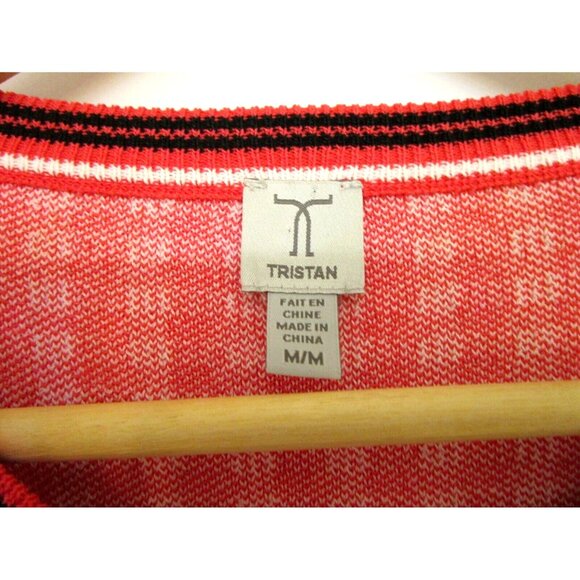 TRISTAN
FAIT EN
CHINE
MADE IN
CHINA
M/M